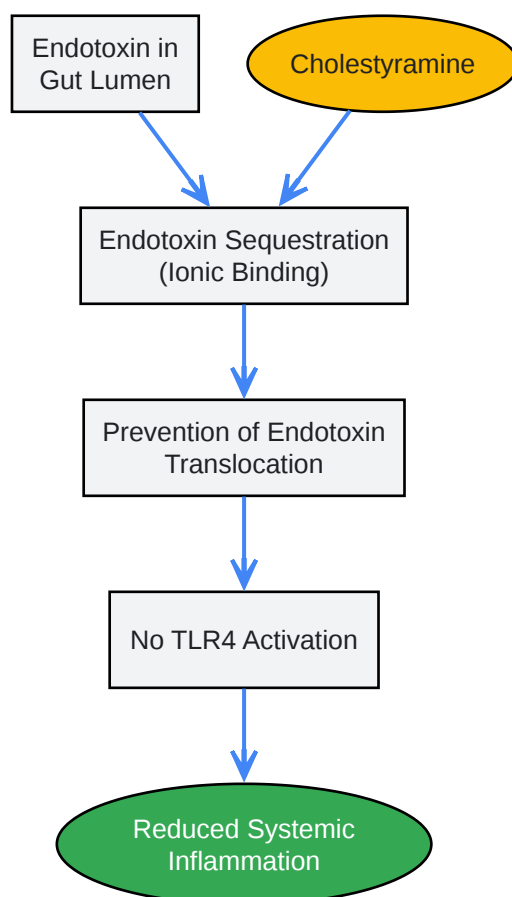 Endotoxin in
Gut Lumen
Cholestyramine
Endotoxin Sequestration
(Ionic Binding)
Prevention of Endotoxin
Translocation
No TLR4 Activation
Reduced Systemic
Inflammation